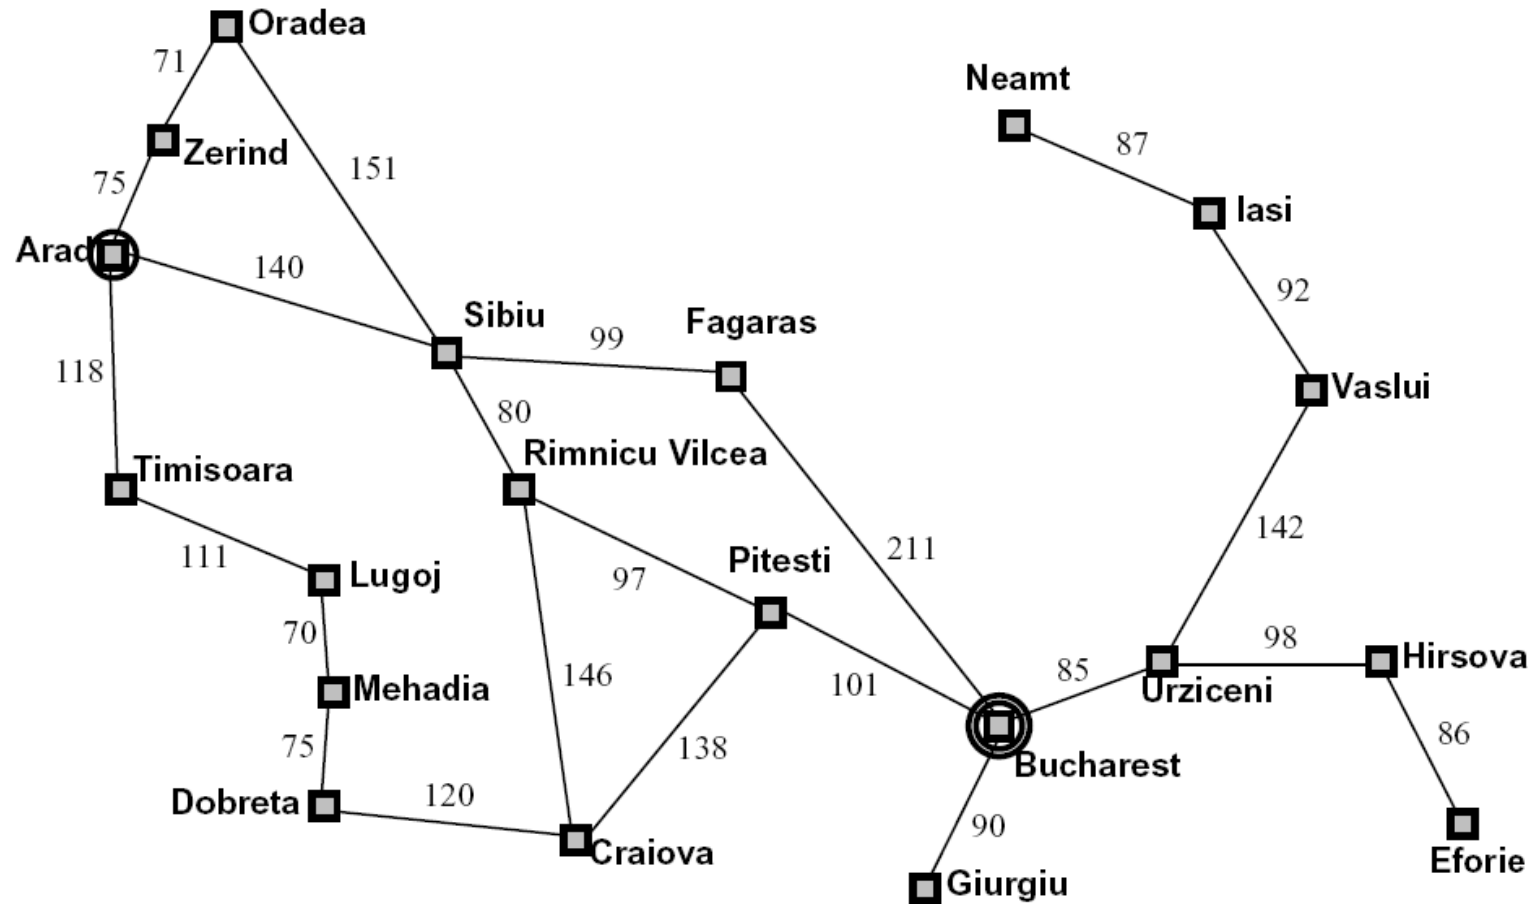 Oradea
71
Neamt
87
Zerind
151
75
Iasi
Arad
140
92
Sibiu
Fagaras
99
118
Vaslui
80
Rimnicu Vilcea
Timisoara
142
211
111
Pitesti
97
Lugoj
70
98
Hirsova
146
85
101
Urziceni
Mehadia
138
86
75
Bucharest
Dobreta
120
90
Craiova
Eforie
Giurgiu